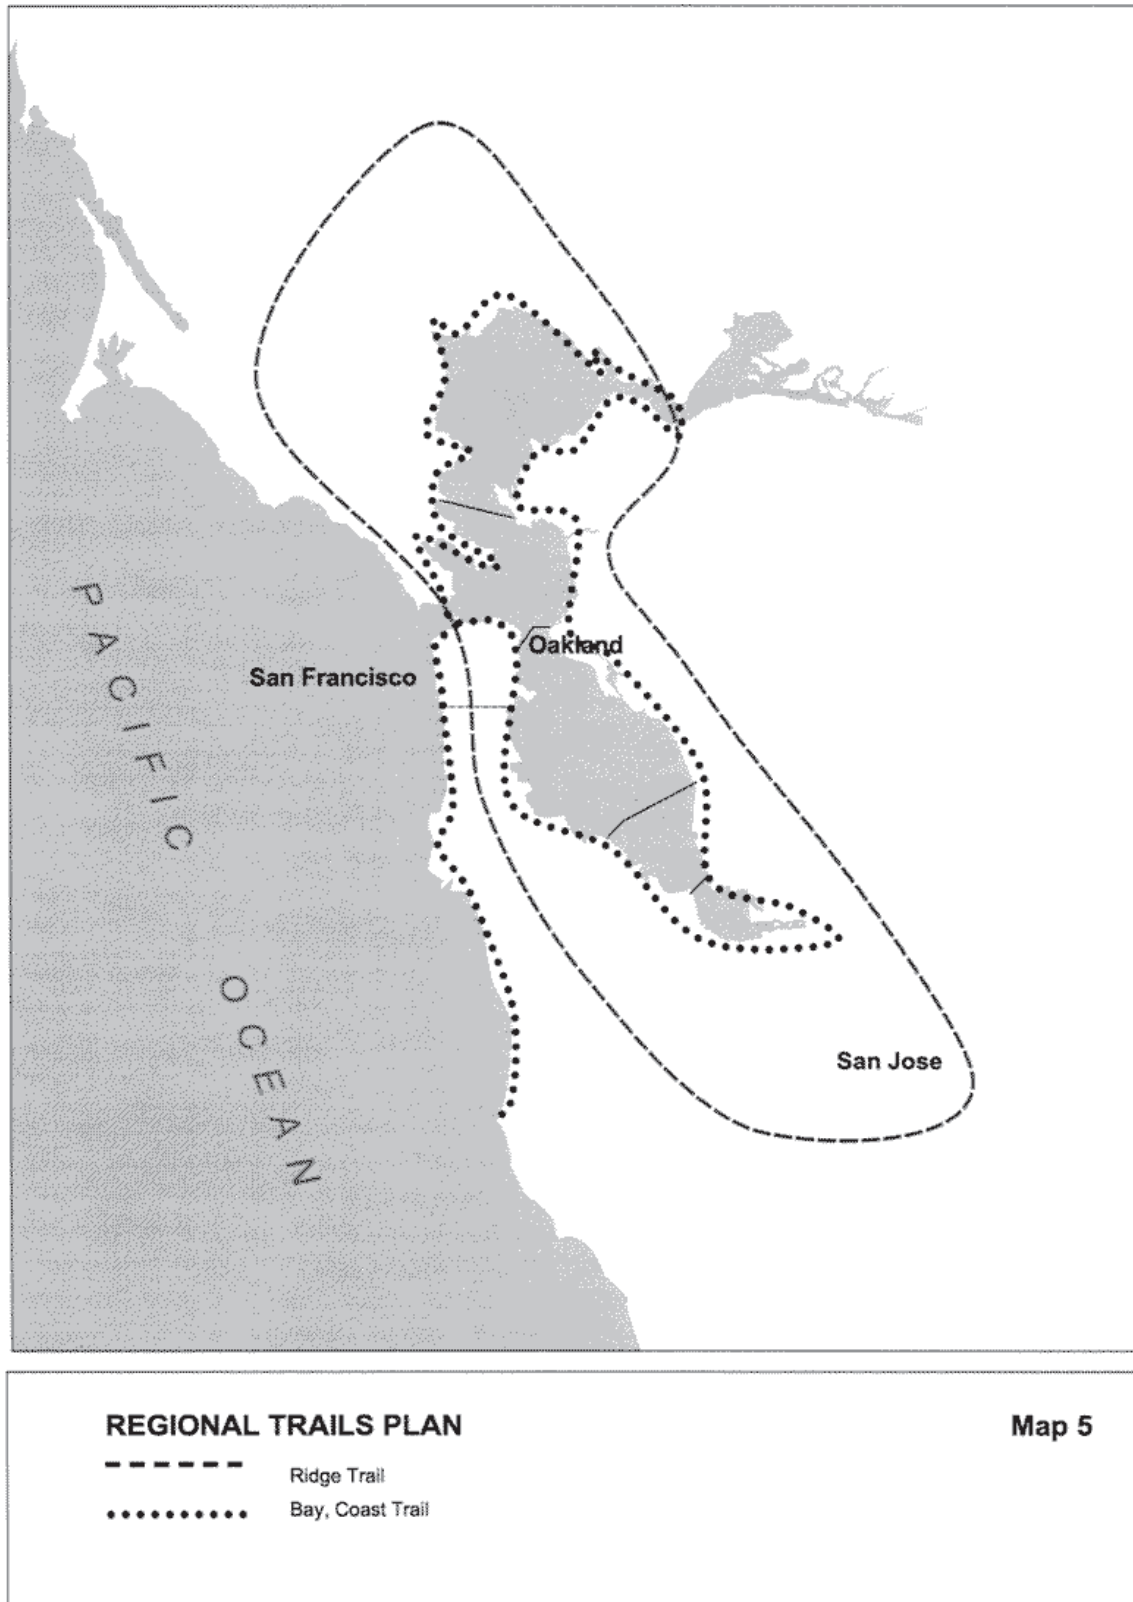 San Francisco
Oakland
San Jose
PACIFIC
OCEAN
REGIONAL TRAILS PLAN
Map 5
Ridge Trail
Bay, Coast Trail